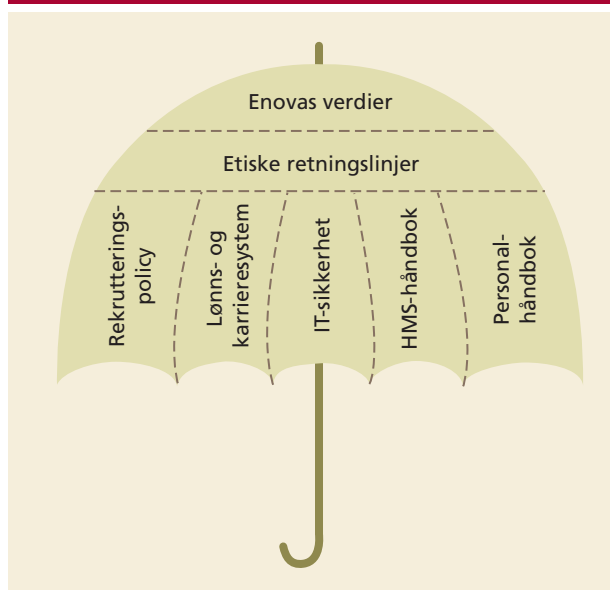 Enovas verdier
Etiske retningslinjer
Rekrutterings-
policy
Lønns- og
karrieresystem
IT-sikkerhet
HMS-håndbok
Personal-
håndbok